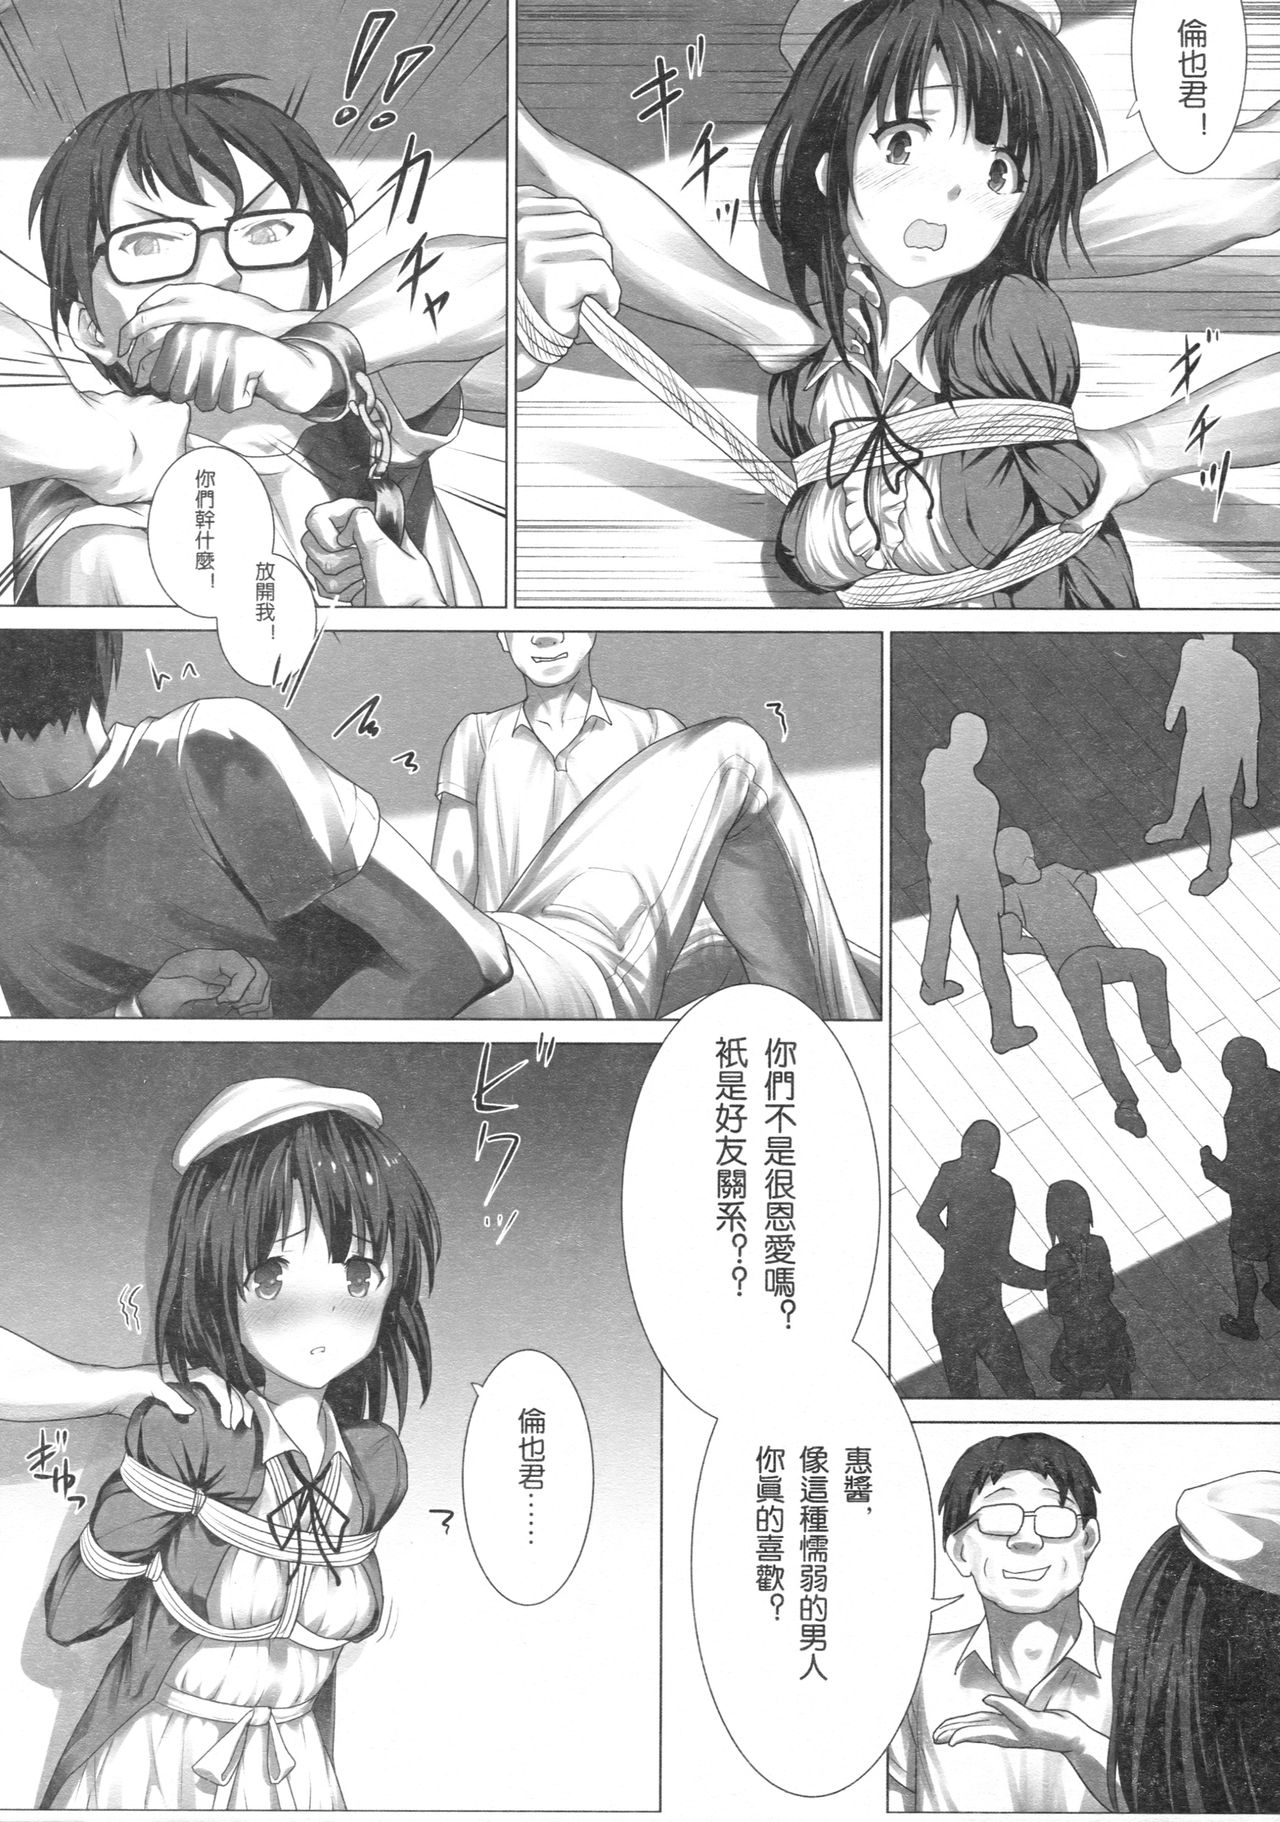 倫也君！
ギ
チッ
ギ
チッ
!!
ガ
チャ
你們幹什麼！
放開我！
你們不是很恩愛嗎？
衹是好友關系？？
惠醬，
像這種懦弱的男人
你真的喜歡？
ビクッ
倫也君……
ぎゅっ